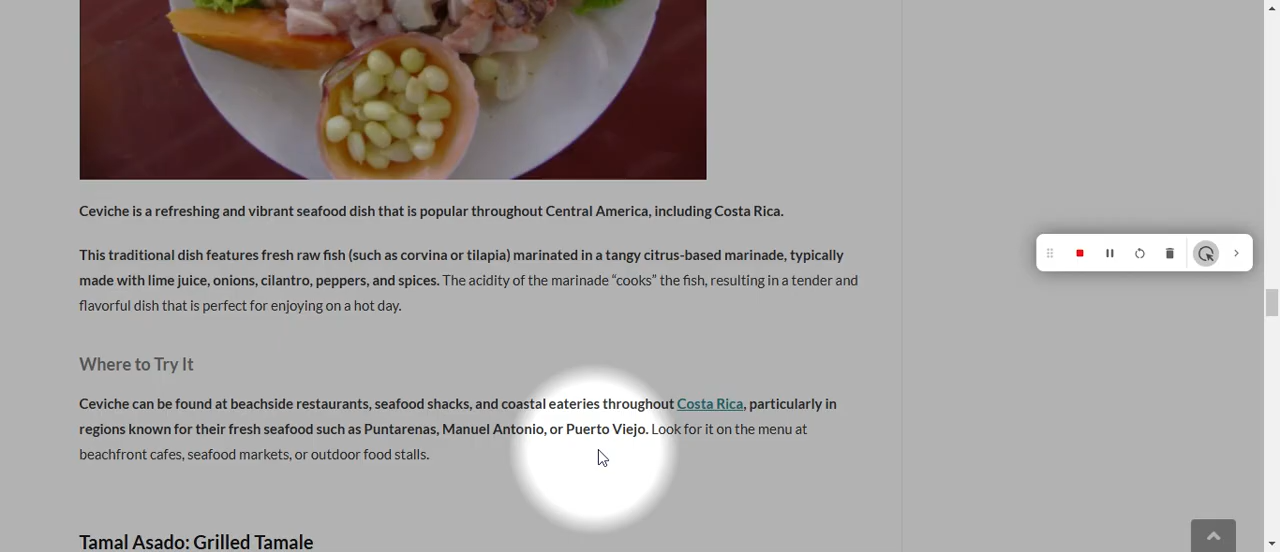 Ceviche is a refreshing and vibrant seafood dish that is popular throughout Central America, including Costa Rica.
This traditional dish features fresh raw fish (such as corvina or tilapia) marinated in a tangy citrus-based marinade, typically
made with lime juice, onions, cilantro, peppers, and spices. The acidity of the marinade “cooks” the fish, resulting in a tender and
flavorful dish that is perfect for enjoying on a hot day.
Where to Try It
Ceviche can be found at beachside restaurants, seafood shacks, and coastal eateries throughout Costa Rica, particularly in
regions known for their fresh seafood such as Puntarenas, Manuel Antonio, or Puerto Viejo. Look for it on the menu at
beachfront cafes, seafood markets, or outdoor food stalls.
Tamal Asado: Grilled Tamale